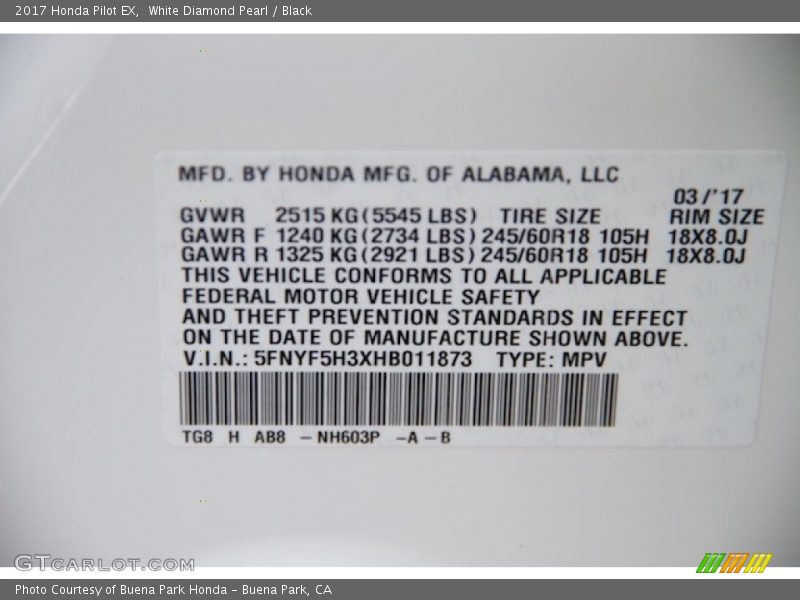 2017 Honda Pilot EX,  White Diamond Pearl / Black
MFD. BY HONDA MFG. OF ALABAMA, LLC
03/'17
GVWR 2515 KG(5545 LBS) TIRE SIZE RIM SIZE
GAWR F 1240 KG(2734 LBS) 245/60R18 105H 18X8.0J
GAWR R 1325 KG(2921 LBS) 245/60R18 105H 18X8.0J
THIS VEHICLE CONFORMS TO ALL APPLICABLE
FEDERAL MOTOR VEHICLE SAFETY
AND THEFT PREVENTION STANDARDS IN EFFECT
ON THE DATE OF MANUFACTURE SHOWN ABOVE.
V.I.N.: 5FNYF5H3XHB011873 TYPE: MPV
TG8 H AB8 – NH603P –A – B
GTCARLOT.COM
Photo Courtesy of Buena Park Honda – Buena Park, CA